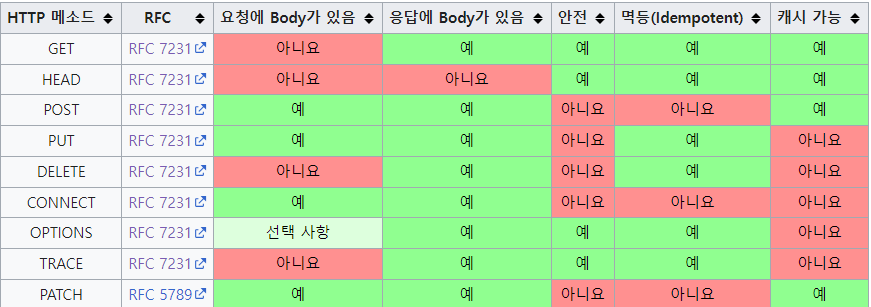 HTTP 메소드 RFC 요청에 Body가 있음 응답에 Body가 있음 안전 멱등(Idempotent) 캐시 가능
GET RFC 7231 아니요 예 예 예 예
HEAD RFC 7231 아니요 아니요 예 예 예
POST RFC 7231 예 예 아니요 아니요 예
PUT RFC 7231 예 예 아니요 예 아니요
DELETE RFC 7231 아니요 예 아니요 예 아니요
CONNECT RFC 7231 예 예 아니요 아니요 아니요
OPTIONS RFC 7231 선택 사항 예 예 예 아니요
TRACE RFC 7231 아니요 예 예 예 아니요
PATCH RFC 5789 예 예 아니요 아니요 예